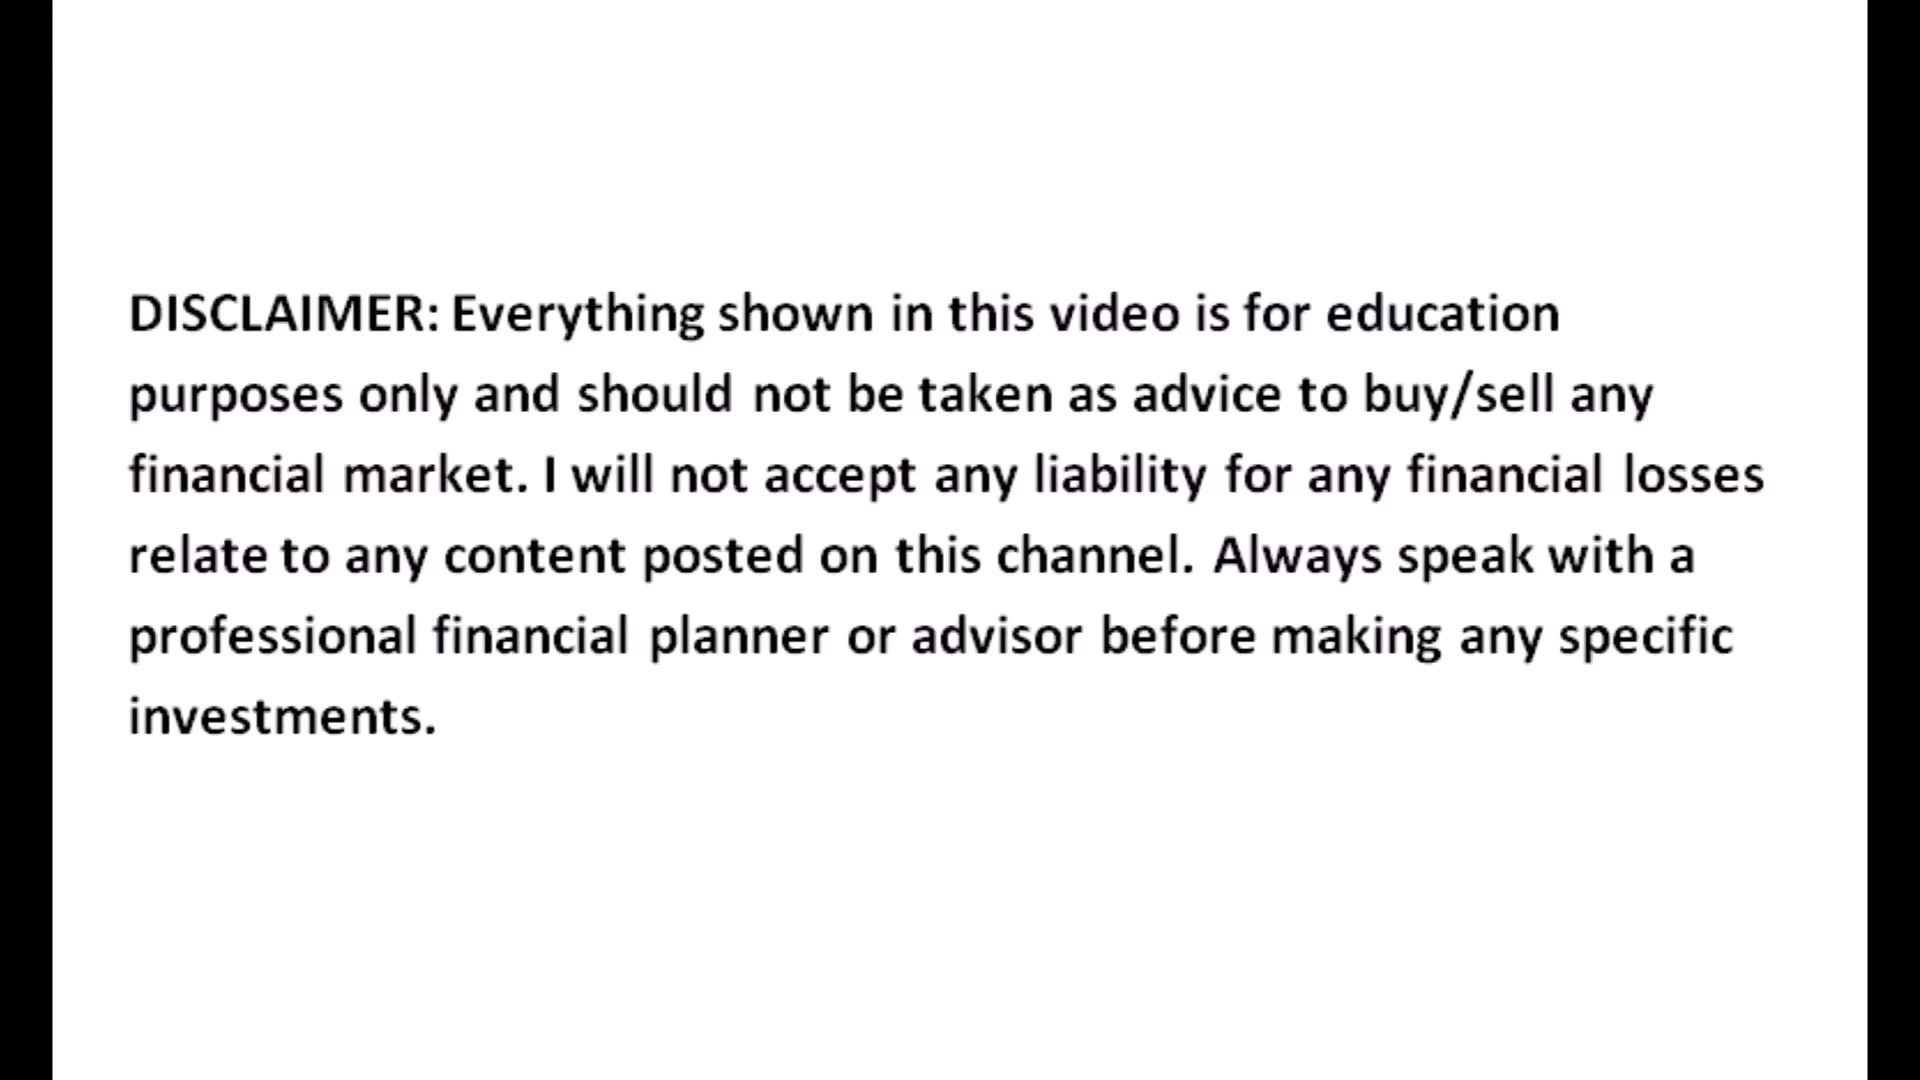 DISCLAIMER: Everything shown in this video is for education
purposes only and should not be taken as advice to buy/sell any
financial market. I will not accept any liability for any financial losses
relate to any content posted on this channel. Always speak with a
professional financial planner or advisor before making any specific
investments.